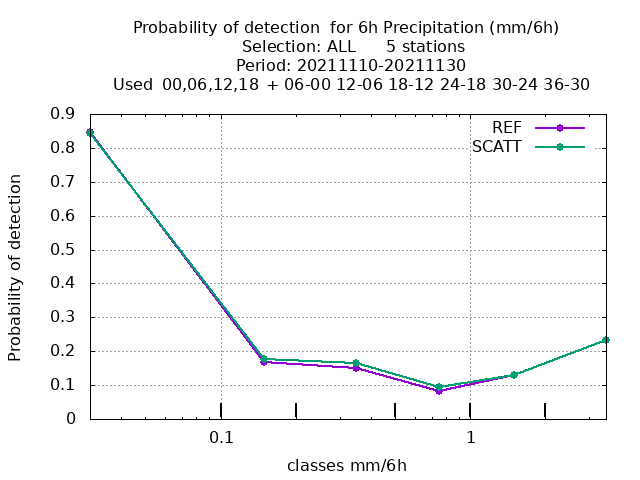 Probability of detection  for 6h Precipitation (mm/6h)
Selection: ALL      5 stations
Period: 20211110-20211130
Used  00,06,12,18  + 06-00 12-06 18-12 24-18 30-24 36-30
REF
SCATT
0.9
0.8
0.7
0.6
0.5
0.4
0.3
0.2
0.1
0
Probability of detection
0.1
1
classes mm/6h